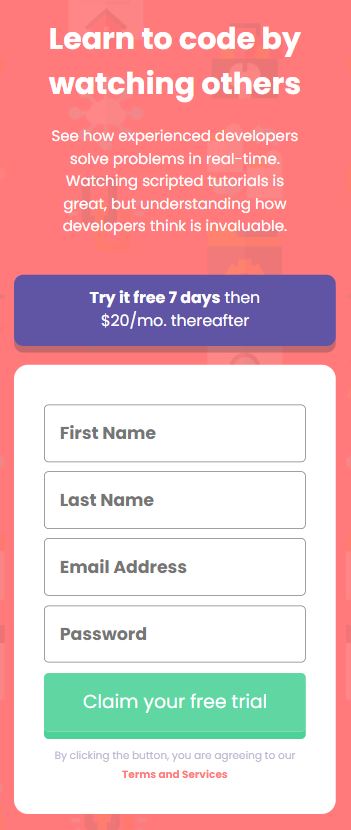 Learn to code by
watching others
See how experienced developers
solve problems in real-time.
Watching scripted tutorials is
great, but understanding how
developers think is invaluable.
Try it free 7 days then
$20/mo. thereafter
First Name
Last Name
Email Address
Password
Claim your free trial
By clicking the button, you are agreeing to our
Terms and Services